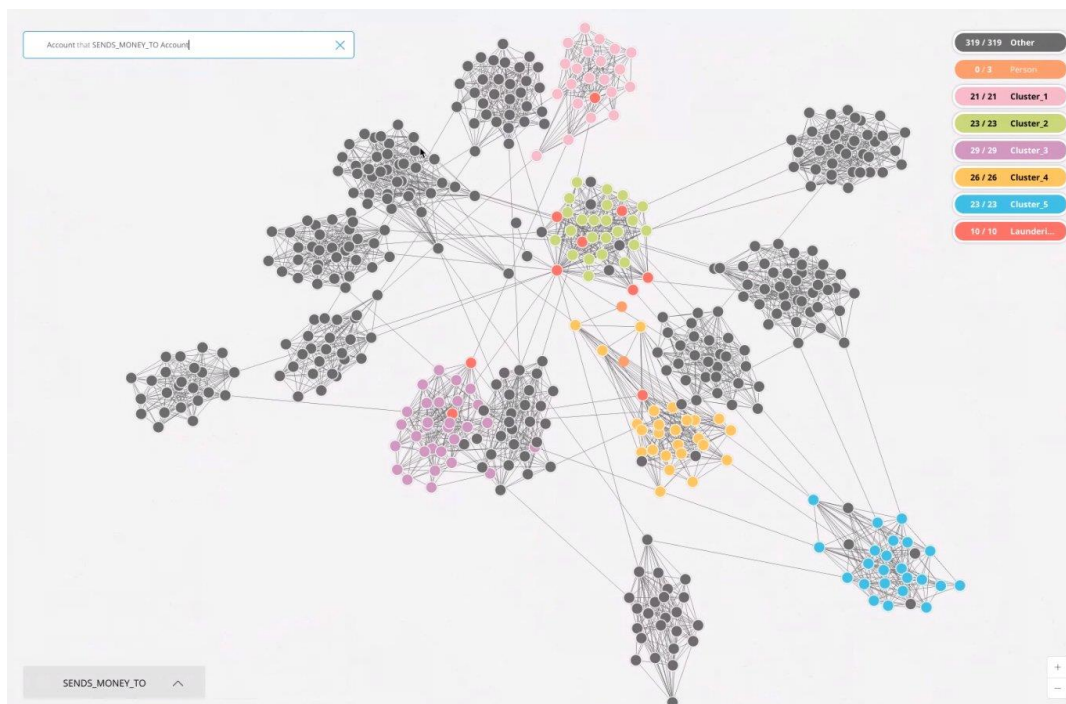 Account that SENDS_MONEY_TO Account
319 / 319 Other
0 / 3 Person
21 / 21 Cluster_1
23 / 23 Cluster_2
29 / 29 Cluster_3
26 / 26 Cluster_4
23 / 23 Cluster_5
10 / 10 Launderi...
SENDS_MONEY_TO